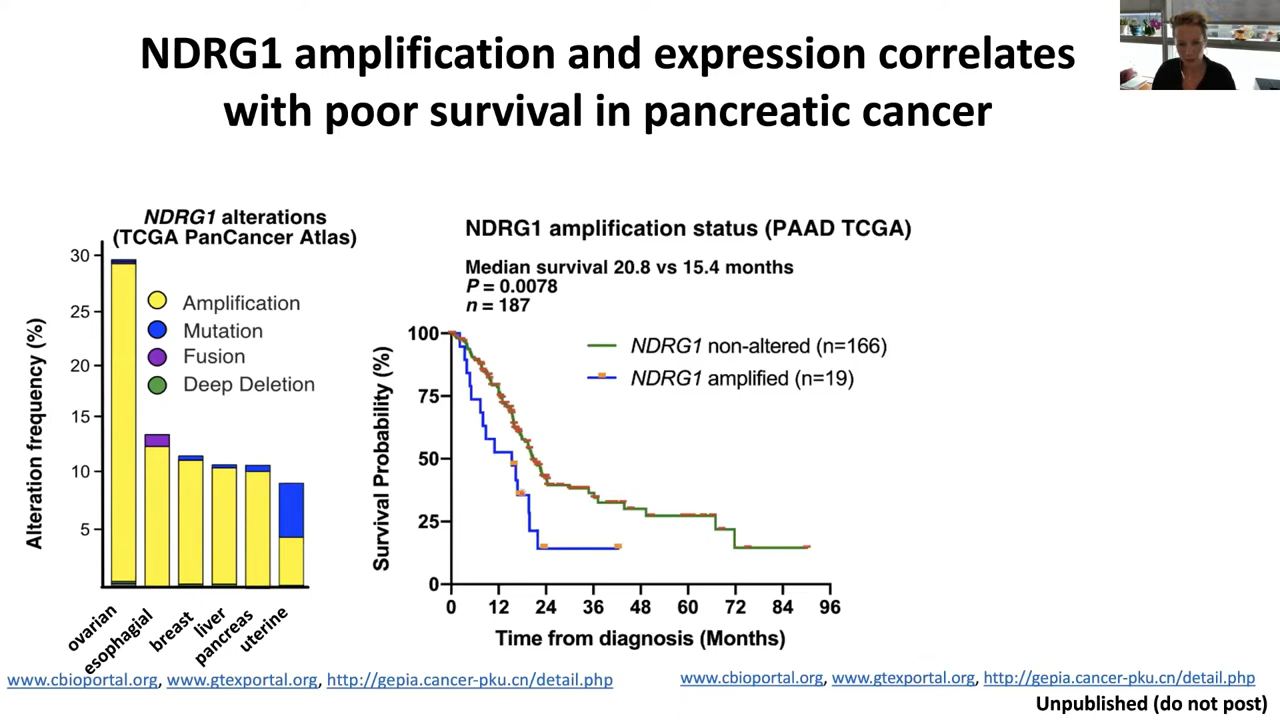 NDRG1 amplification and expression correlates
with poor survival in pancreatic cancer
NDRG1 alterations
(TCGA PanCancer Atlas)
Alteration frequency (%)
30
25
20
15
10
5
Amplification
Mutation
Fusion
Deep Deletion
ovarian
esophagial
breast
liver
pancreas
uterine
NDRG1 amplification status (PAAD TCGA)
Median survival 20.8 vs 15.4 months
P = 0.0078
n = 187
NDRG1 non-altered (n=166)
NDRG1 amplified (n=19)
Survival Probability (%)
100
75
50
25
0
0 12 24 36 48 60 72 84 96
Time from diagnosis (Months)
www.cbioportal.org, www.gtexportal.org, http://gepia.cancer-pku.cn/detail.php
www.cbioportal.org, www.gtexportal.org, http://gepia.cancer-pku.cn/detail.php
Unpublished (do not post)